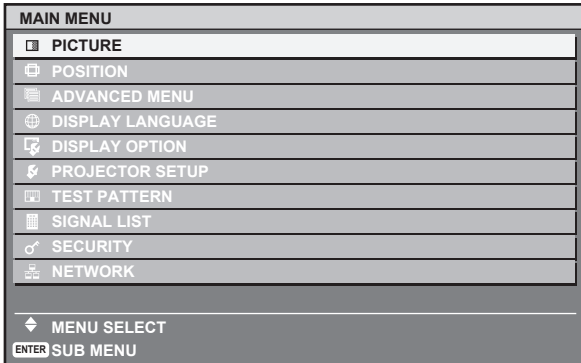 MAIN MENU
PICTURE
POSITION
ADVANCED MENU
DISPLAY LANGUAGE
DISPLAY OPTION
PROJECTOR SETUP
TEST PATTERN
SIGNAL LIST
SECURITY
NETWORK
MENU SELECT
ENTER SUB MENU